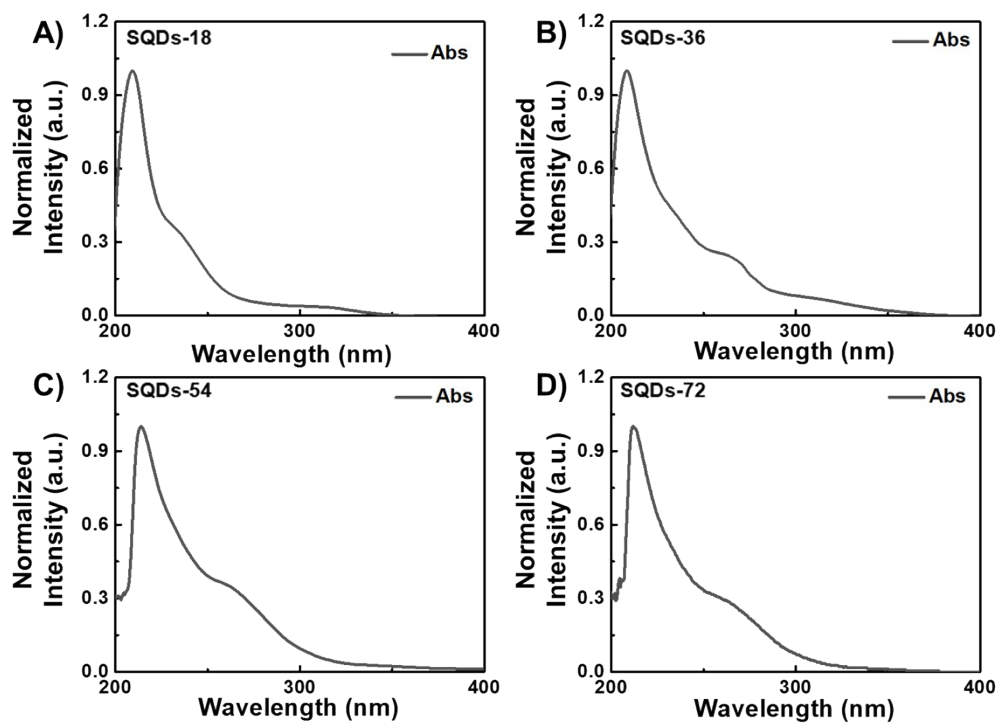 A)
SQDs-18
Abs
Normalized
Intensity (a.u.)
1.2
0.9
0.6
0.3
0.0
200
300
400
Wavelength (nm)
B)
SQDs-36
Abs
Normalized
Intensity (a.u.)
1.2
0.9
0.6
0.3
0.0
200
300
400
Wavelength (nm)
C)
SQDs-54
Abs
Normalized
Intensity (a.u.)
1.2
0.9
0.6
0.3
0.0
200
300
400
Wavelength (nm)
D)
SQDs-72
Abs
Normalized
Intensity (a.u.)
1.2
0.9
0.6
0.3
0.0
200
300
400
Wavelength (nm)